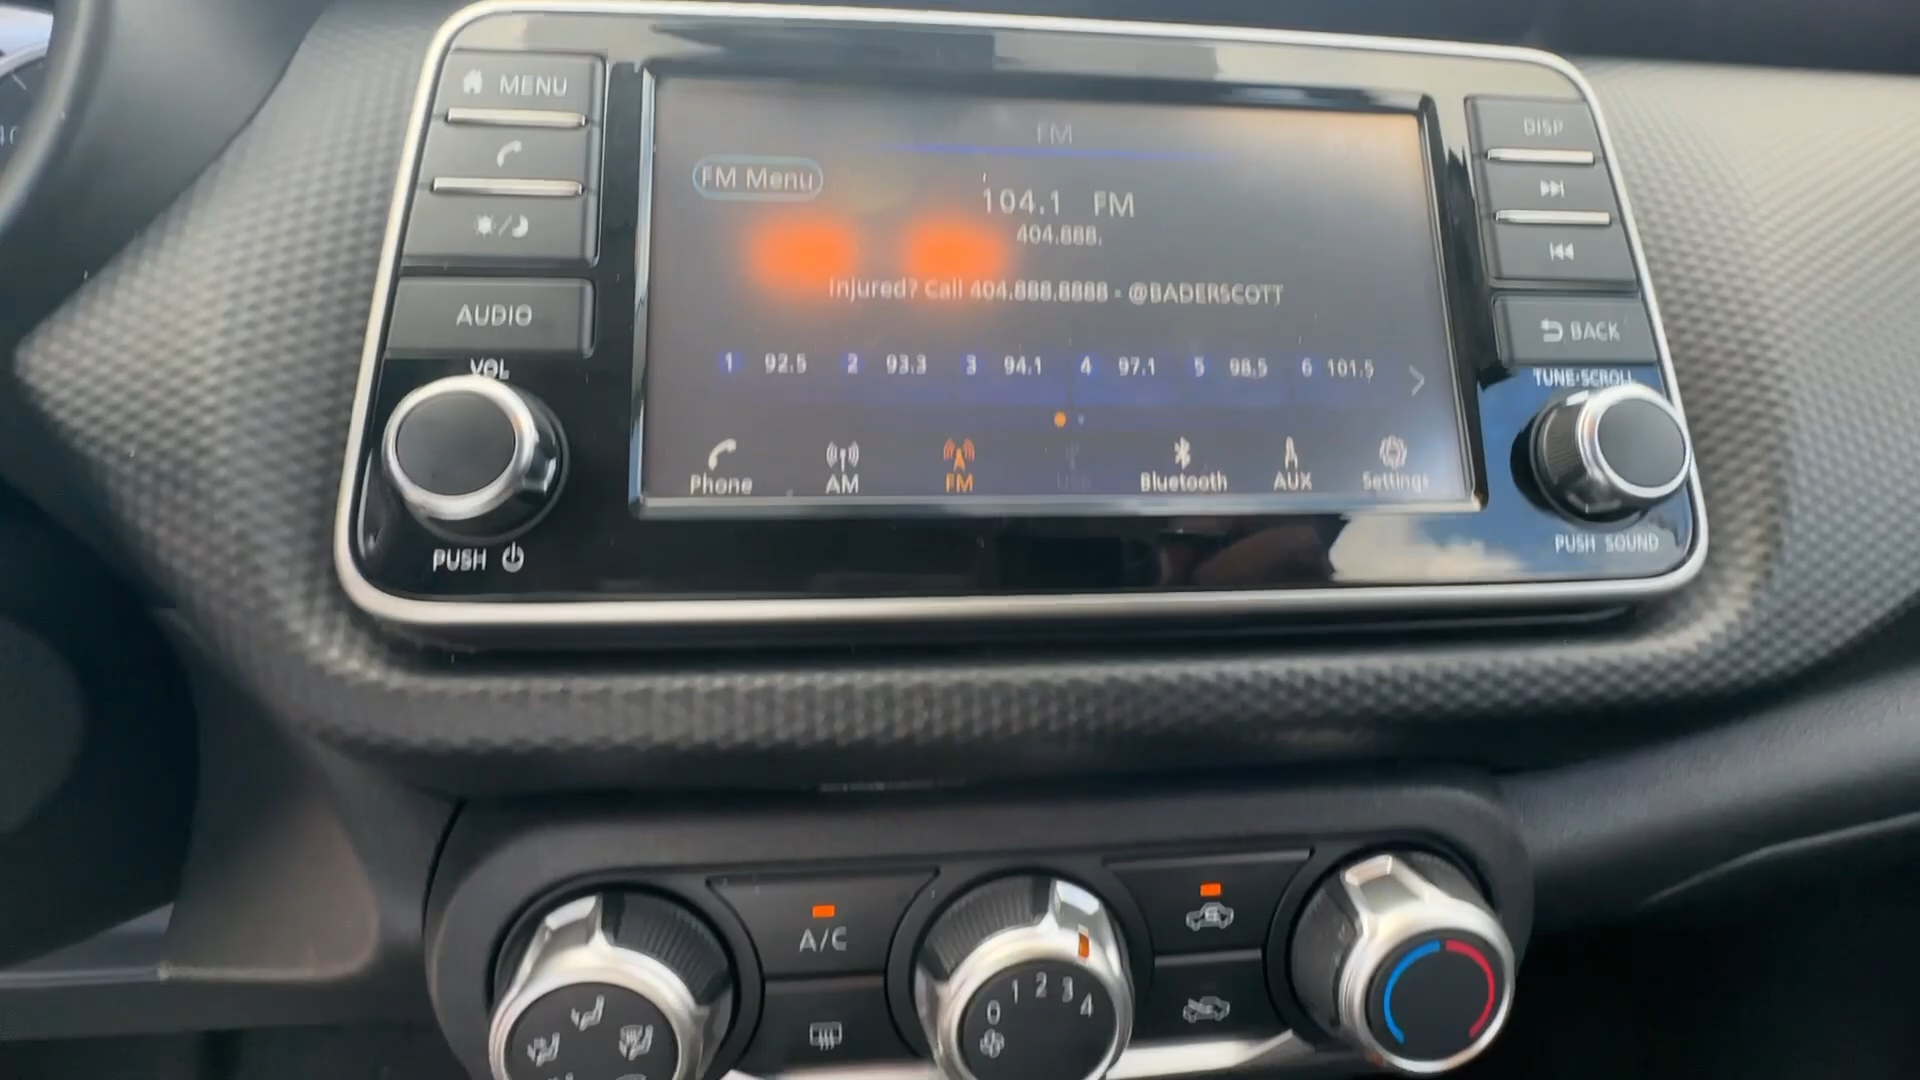 MENU
DISP
FM
FM Menu
104.1 FM
404.888.
Injured? Call 404.888.8888 - @BADERSCOTT
AUDIO
BACK
VOL
TUNE·SCROLL
1 92.5 2 93.3 3 94.1 4 97.1 5 98.5 6 101.5
Phone AM FM USB Bluetooth AUX Settings
PUSH
PUSH SOUND
A/C
0 1 2 3 4